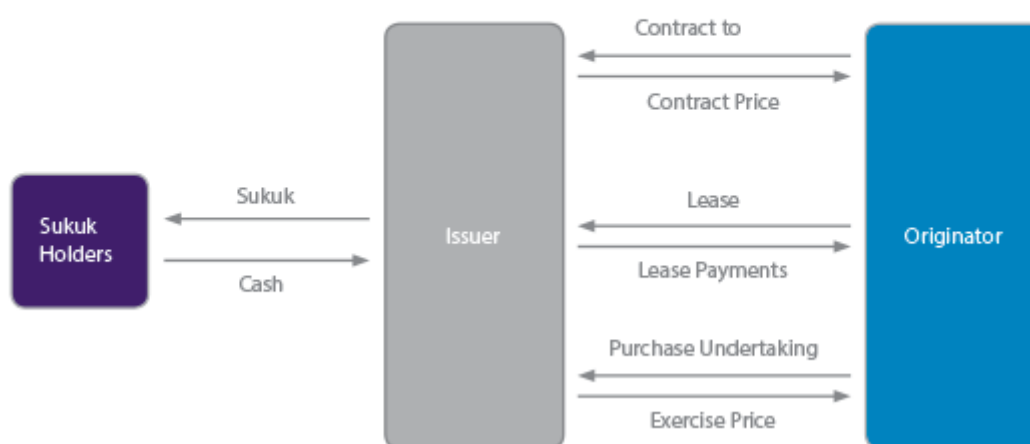 Contract to
Contract Price
Sukuk
Holders
Sukuk
Cash
Issuer
Lease
Lease Payments
Originator
Purchase Undertaking
Exercise Price